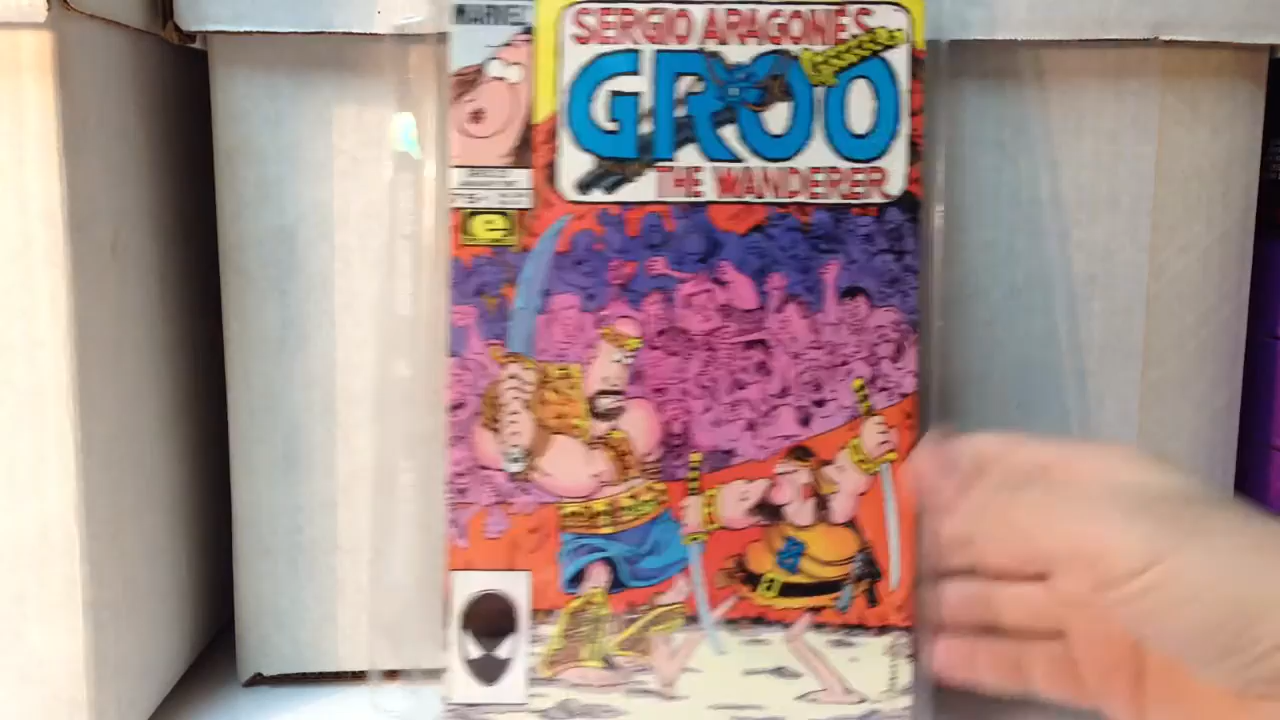 MARVEL
SERGIO ARAGONÉS
GROO
THE WANDERER
e